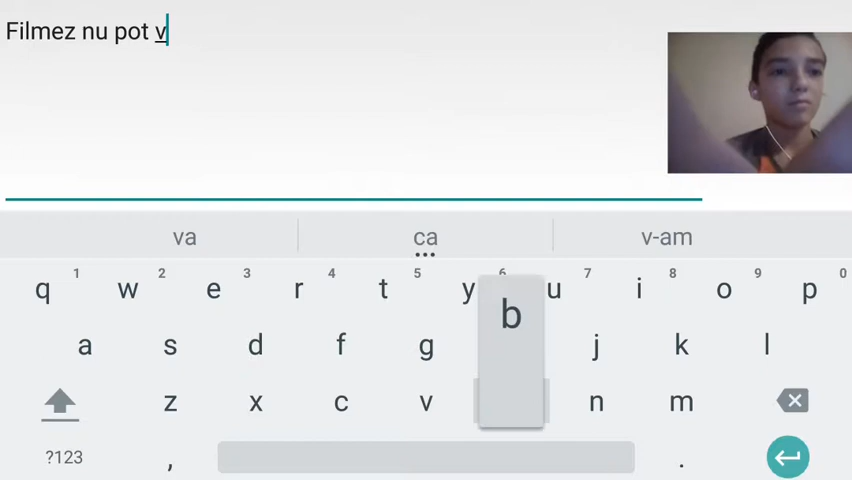 Filmez nu pot v
va ca v-am
1 2 3 4 5 6 7 8 9 0
q w e r t y u i o p
b
a s d f g j k l
z x c v n m
?123 , .